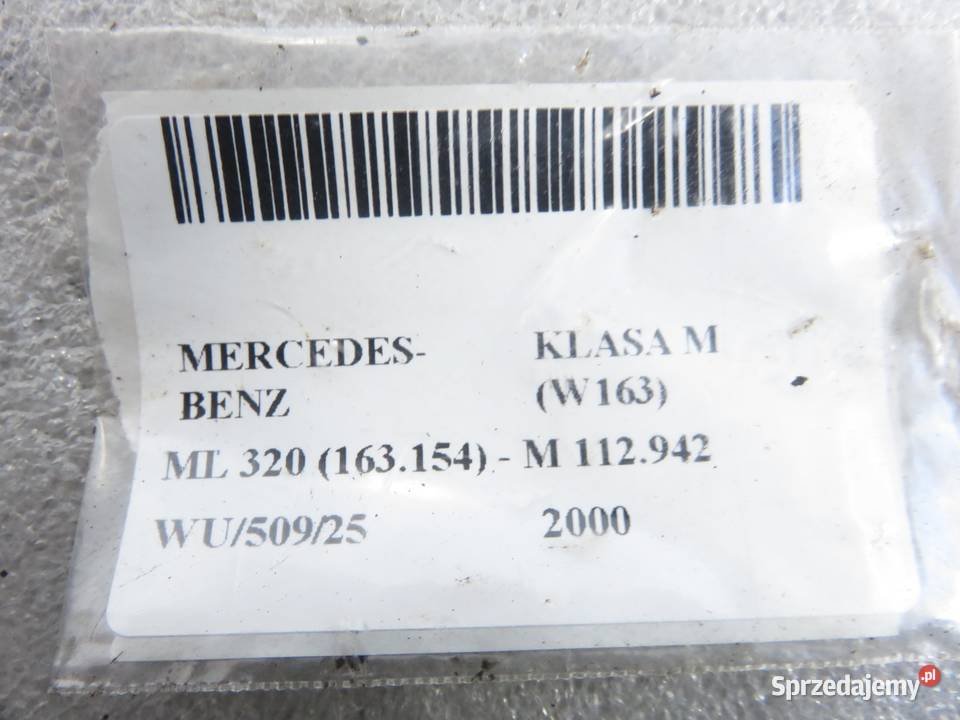 MERCEDES- KLASA M
BENZ (W163)
ML 320 (163.154) - M 112.942
WU/509/25 2000
Sprzedajemy.pl